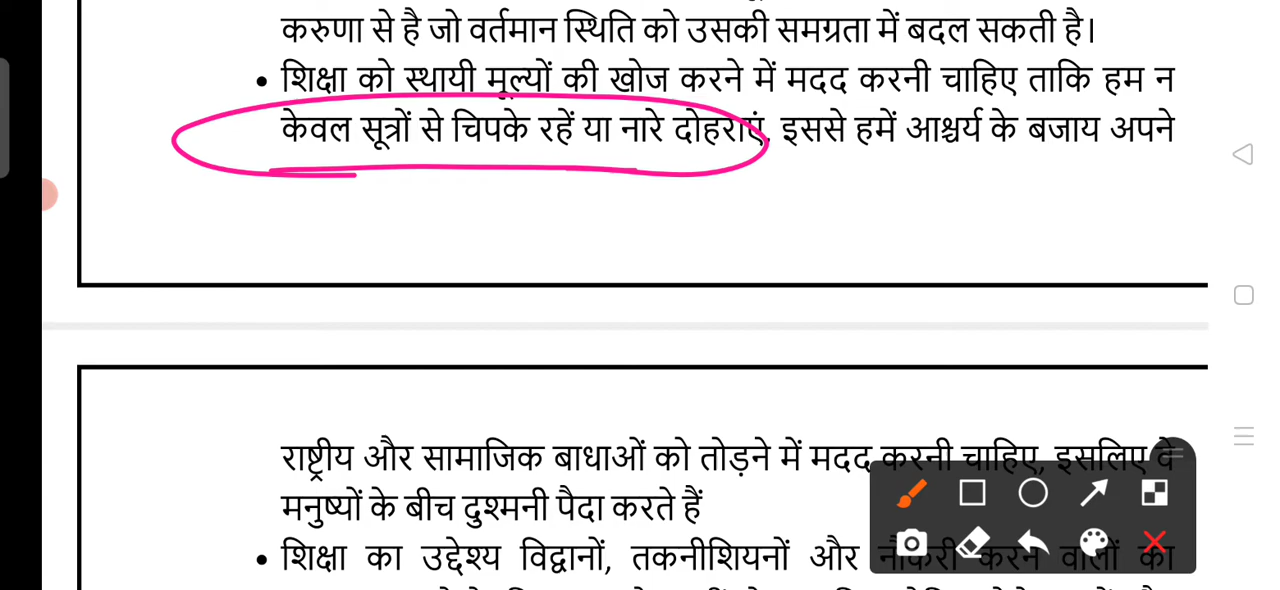 करुणा से है जो वर्तमान स्थिति को उसकी समग्रता में बदल सकती है।
• शिक्षा को स्थायी मूल्यों की खोज करने में मदद करनी चाहिए ताकि हम न
केवल सूत्रों से चिपके रहें या नारे दोहराएं, इससे हमें आश्चर्य के बजाय अपने
राष्ट्रीय और सामाजिक बाधाओं को तोड़ने में मदद करनी चाहिए, इसलिए वे
मनुष्यों के बीच दुश्मनी पैदा करते हैं
• शिक्षा का उद्देश्य विद्वानों, तकनीशियनों और नौकरी करने वालों का